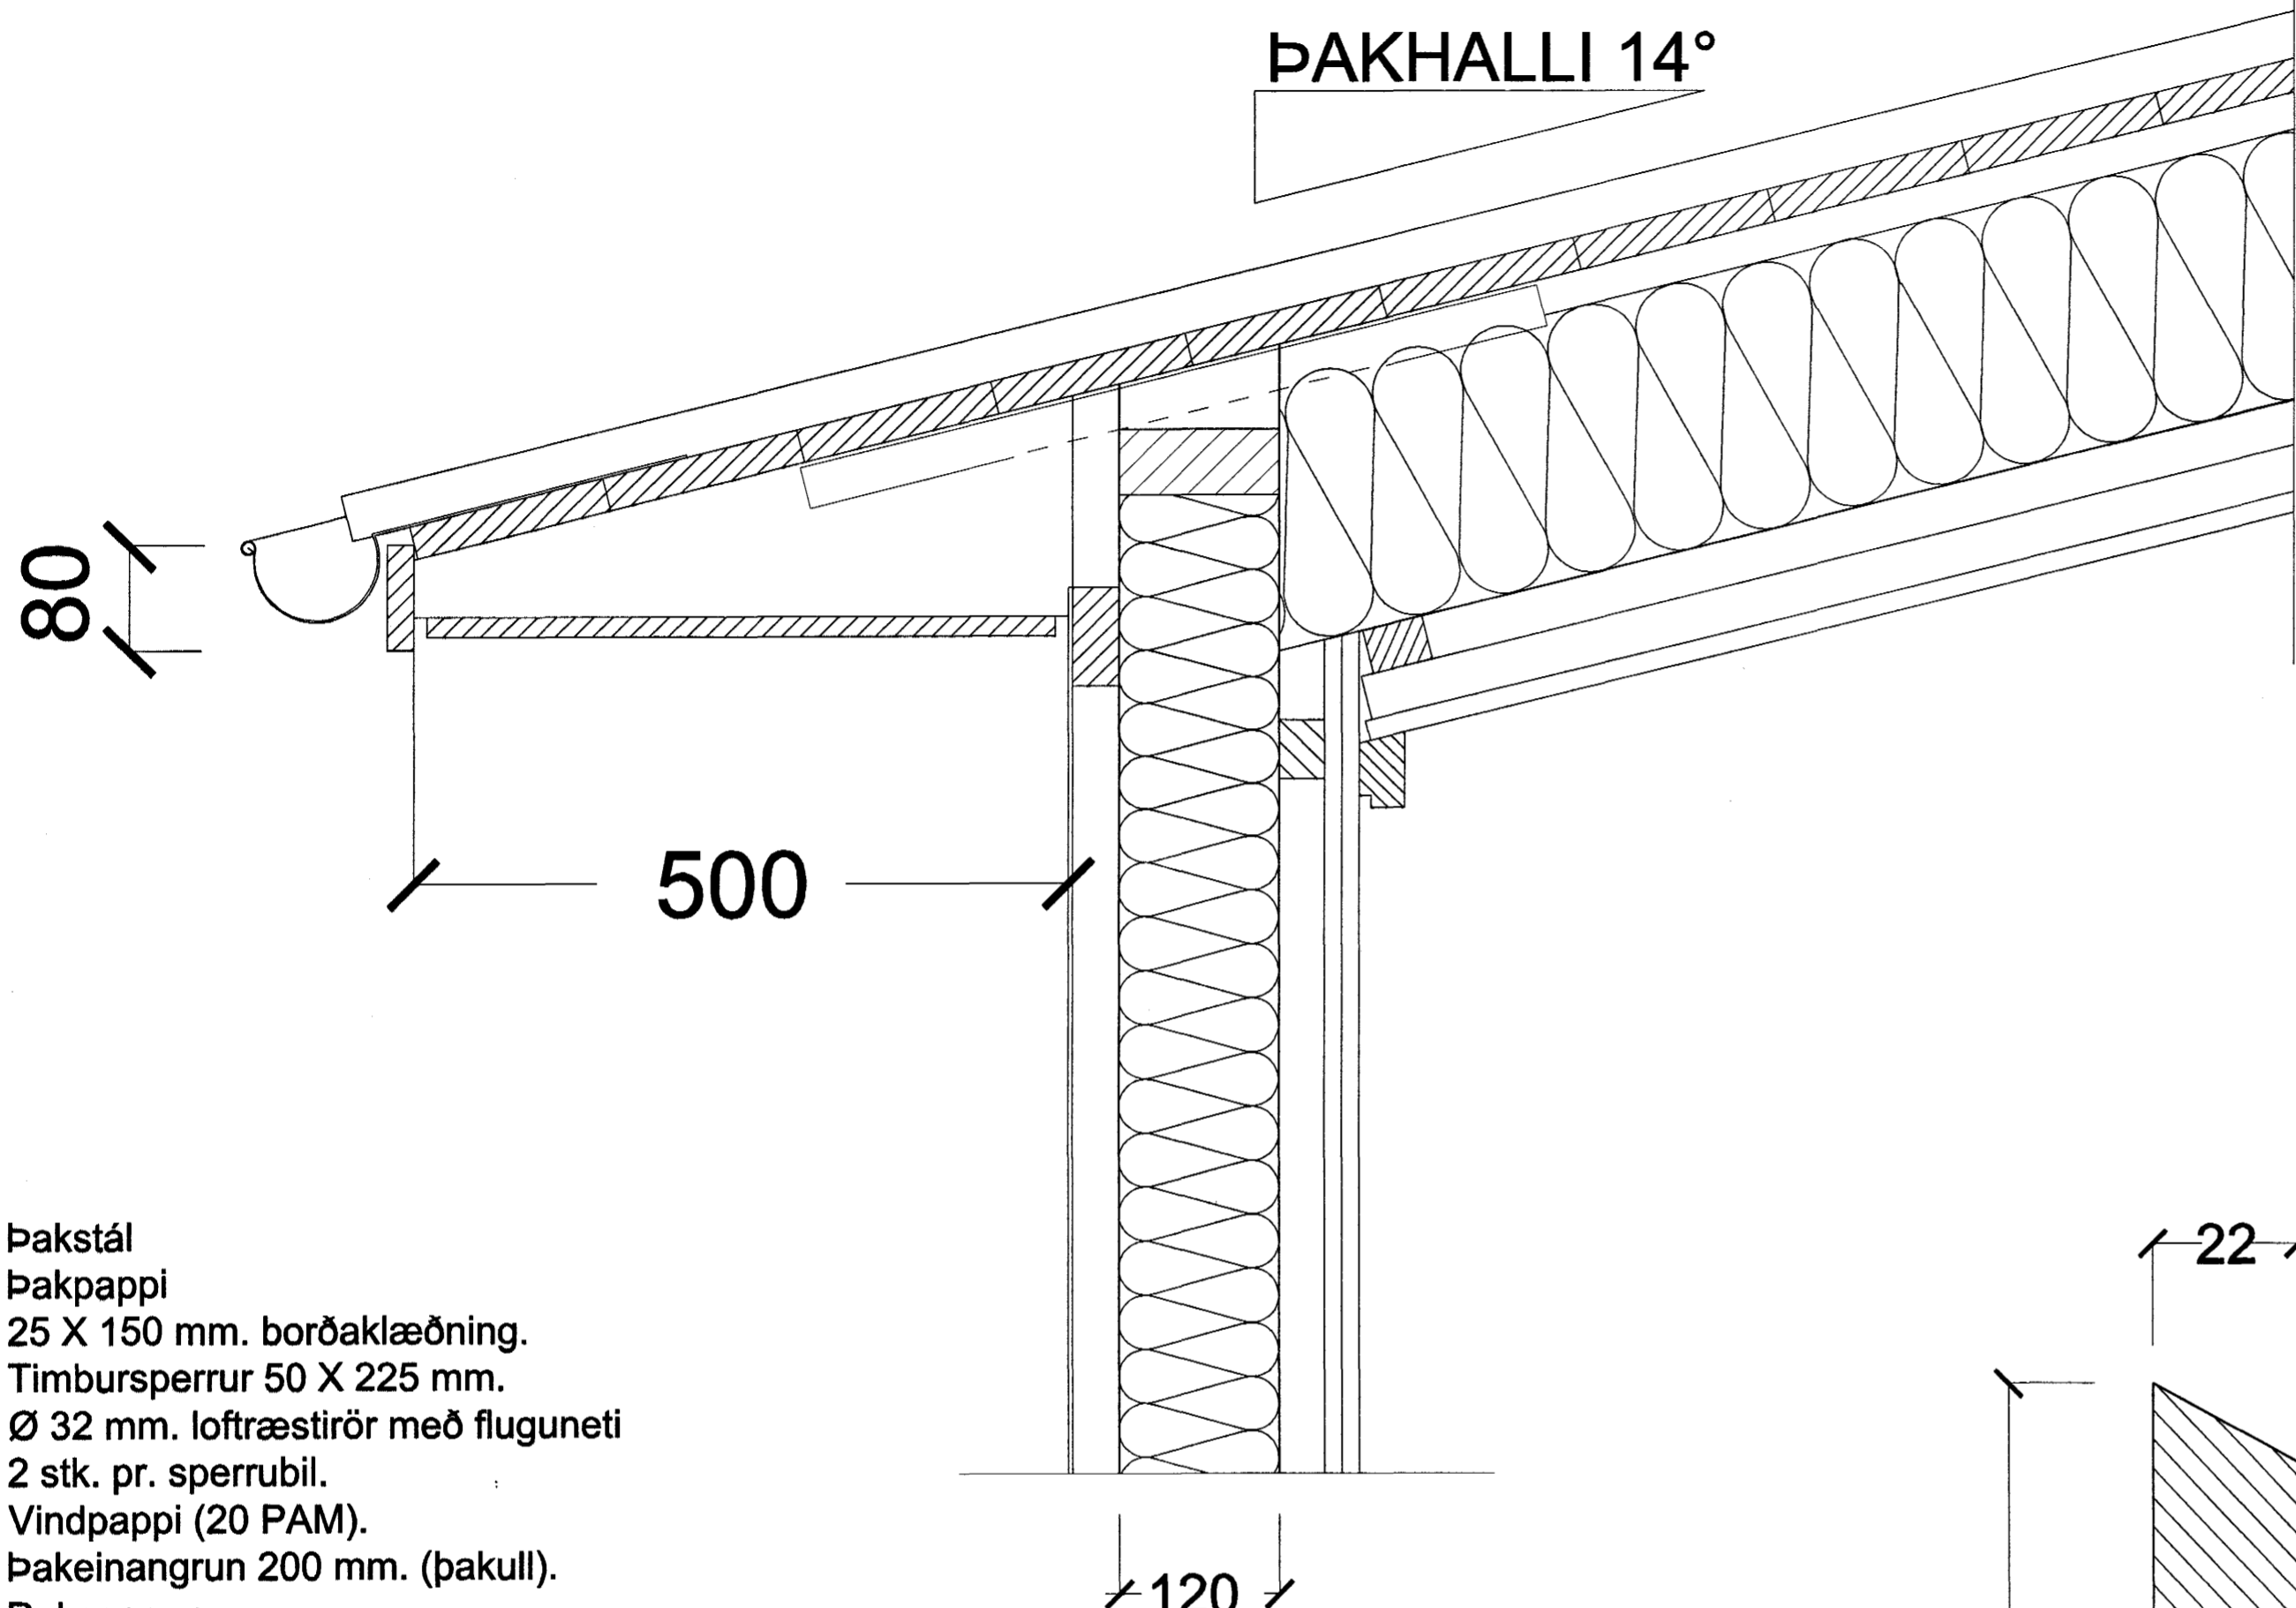 ÞAKHALLI 14°
80
500
Þakstál
Þakpappi
25 X 150 mm. borðaklæðning.
Timbursperrur 50 X 225 mm.
Ø 32 mm. loftræstirör með fluguneti
2 stk. pr. sperrubil.
Vindpappi (20 PAM).
Þakeinangrun 200 mm. (þakull).
22
120